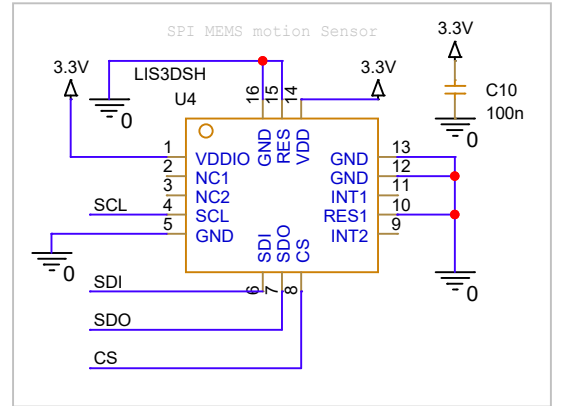 SPI MEMS motion Sensor
3.3V
3.3V
3.3V
LIS3DSH
U4
0
C10
100n
0
16
15
14
GND
RES
VDD
1
VDDIO
2
NC1
3
NC2
4
SCL
5
GND
SCL
0
13
GND
12
GND
11
INT1
10
RES1
9
INT2
SDI
SDO
CS
6
7
8
0
SDI
SDO
CS